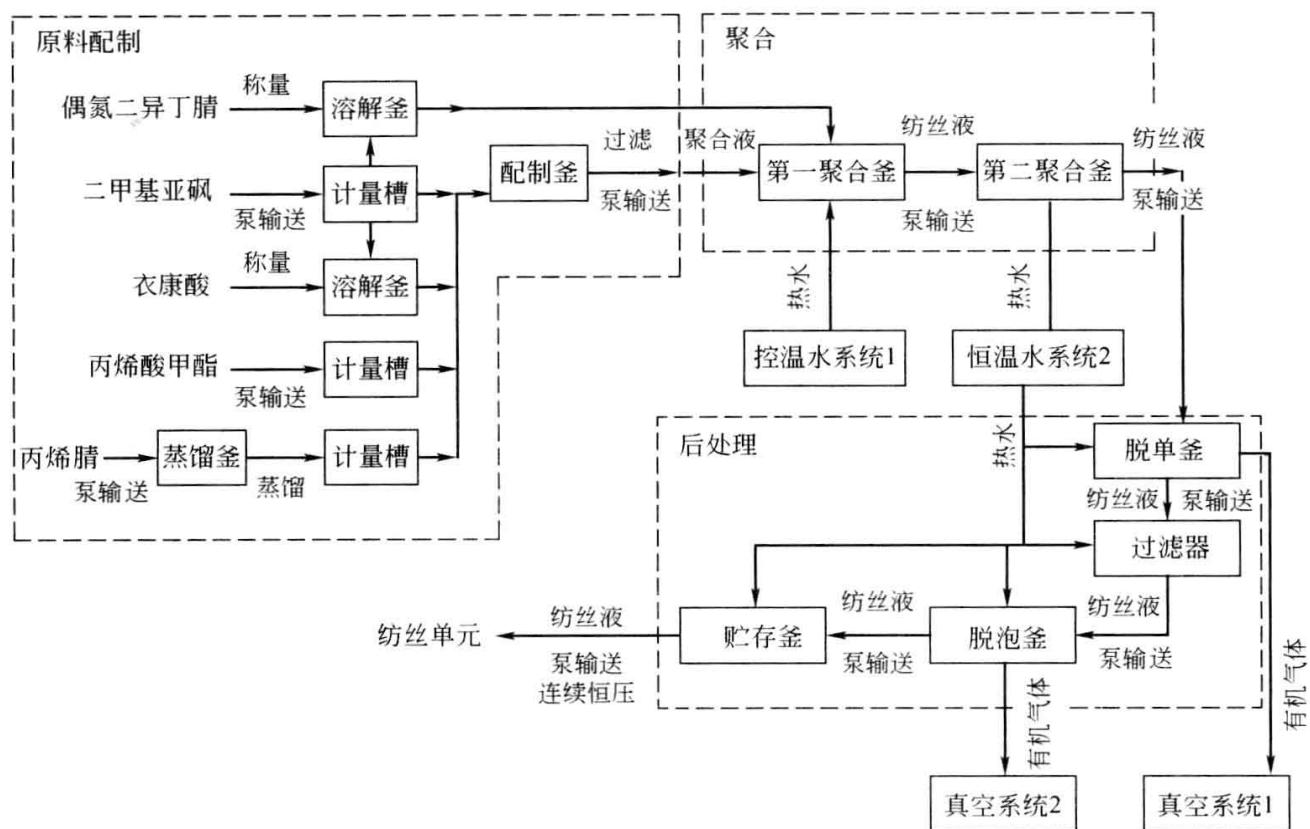 原料配制
偶氮二异丁腈
称量
溶解釜
二甲基亚砜
泵输送
计量槽
衣康酸
称量
溶解釜
丙烯酸甲酯
泵输送
计量槽
丙烯腈
泵输送
蒸馏釜
蒸馏
计量槽
配制釜
过滤
泵输送
聚合
聚合液
第一聚合釜
纺丝液
泵输送
第二聚合釜
纺丝液
泵输送
热水
热水
控温水系统1
恒温水系统2
后处理
热水
脱单釜
纺丝液
泵输送
过滤器
纺丝液
泵输送
脱泡釜
纺丝液
泵输送
贮存釜
纺丝液
泵输送
连续恒压
纺丝单元
有机气体
有机气体
真空系统2
真空系统1